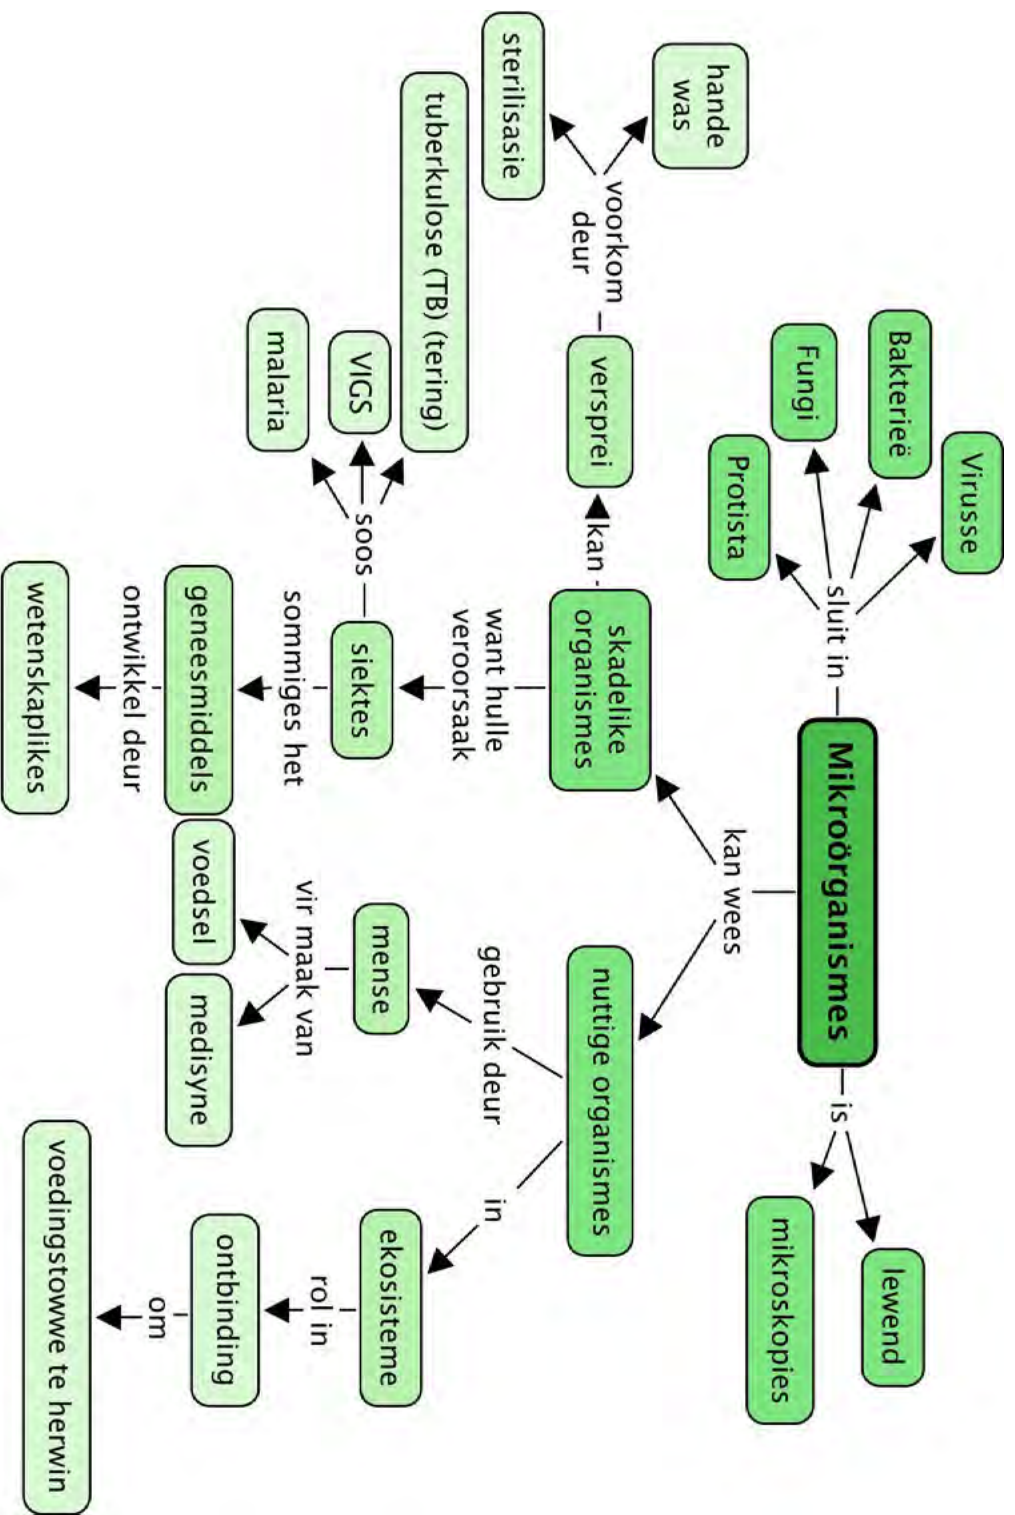 Mikroörganismes
sluit in
Virusse
Bakterieë
Fungi
Protista
is
lewend
mikroskopies
kan wees
skadelike
organismes
kan
versprei
voorkom
deur
hande
was
sterilisasie
want hulle
veroorsaak
siektes
soos
tuberkulose (TB) (tering)
VIGS
malaria
sommiges het
geneesmiddels
ontwikkel deur
wetenskaplikes
nuttige organismes
gebruik deur
mense
vir maak van
voedsel
medisyne
in
ekosisteme
rol in
ontbinding
om
voedingstowwe te herwin